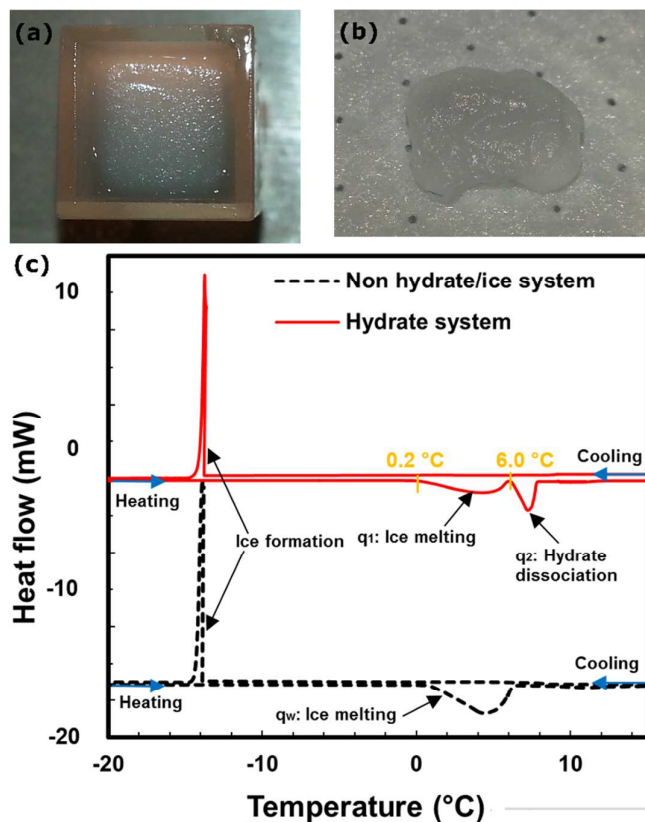 (a)
(b)
(c)
Non hydrate/ice system
Hydrate system
10
0
-10
-20
Heat flow (mW)
0.2 °C
6.0 °C
Cooling
Heating
Ice formation
q₁: Ice melting
q₂: Hydrate
dissociation
Cooling
Heating
qw: Ice melting
-20
-10
0
10
Temperature (°C)